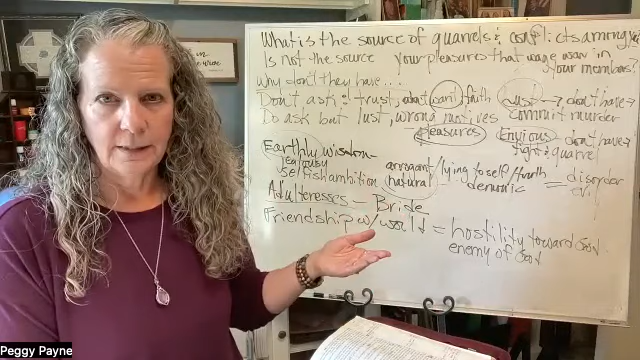 What is the source of quarrels & conflicts among you?
Is not the source your pleasures that wage war in your members?
Why don't they have....
Don't ask: trust, want faith Lust → don't have →
Do ask but lust, wrong motives commit murder
pleasures Envious don't have →
fight & quarrel
Earthly wisdom -
jealousy arrogant/lying to self/truth = disorder
selfish ambition natural demonic evil
Adulteresses - Bride
Friendship w/ world = hostility toward God
enemy of God
Peggy Payne